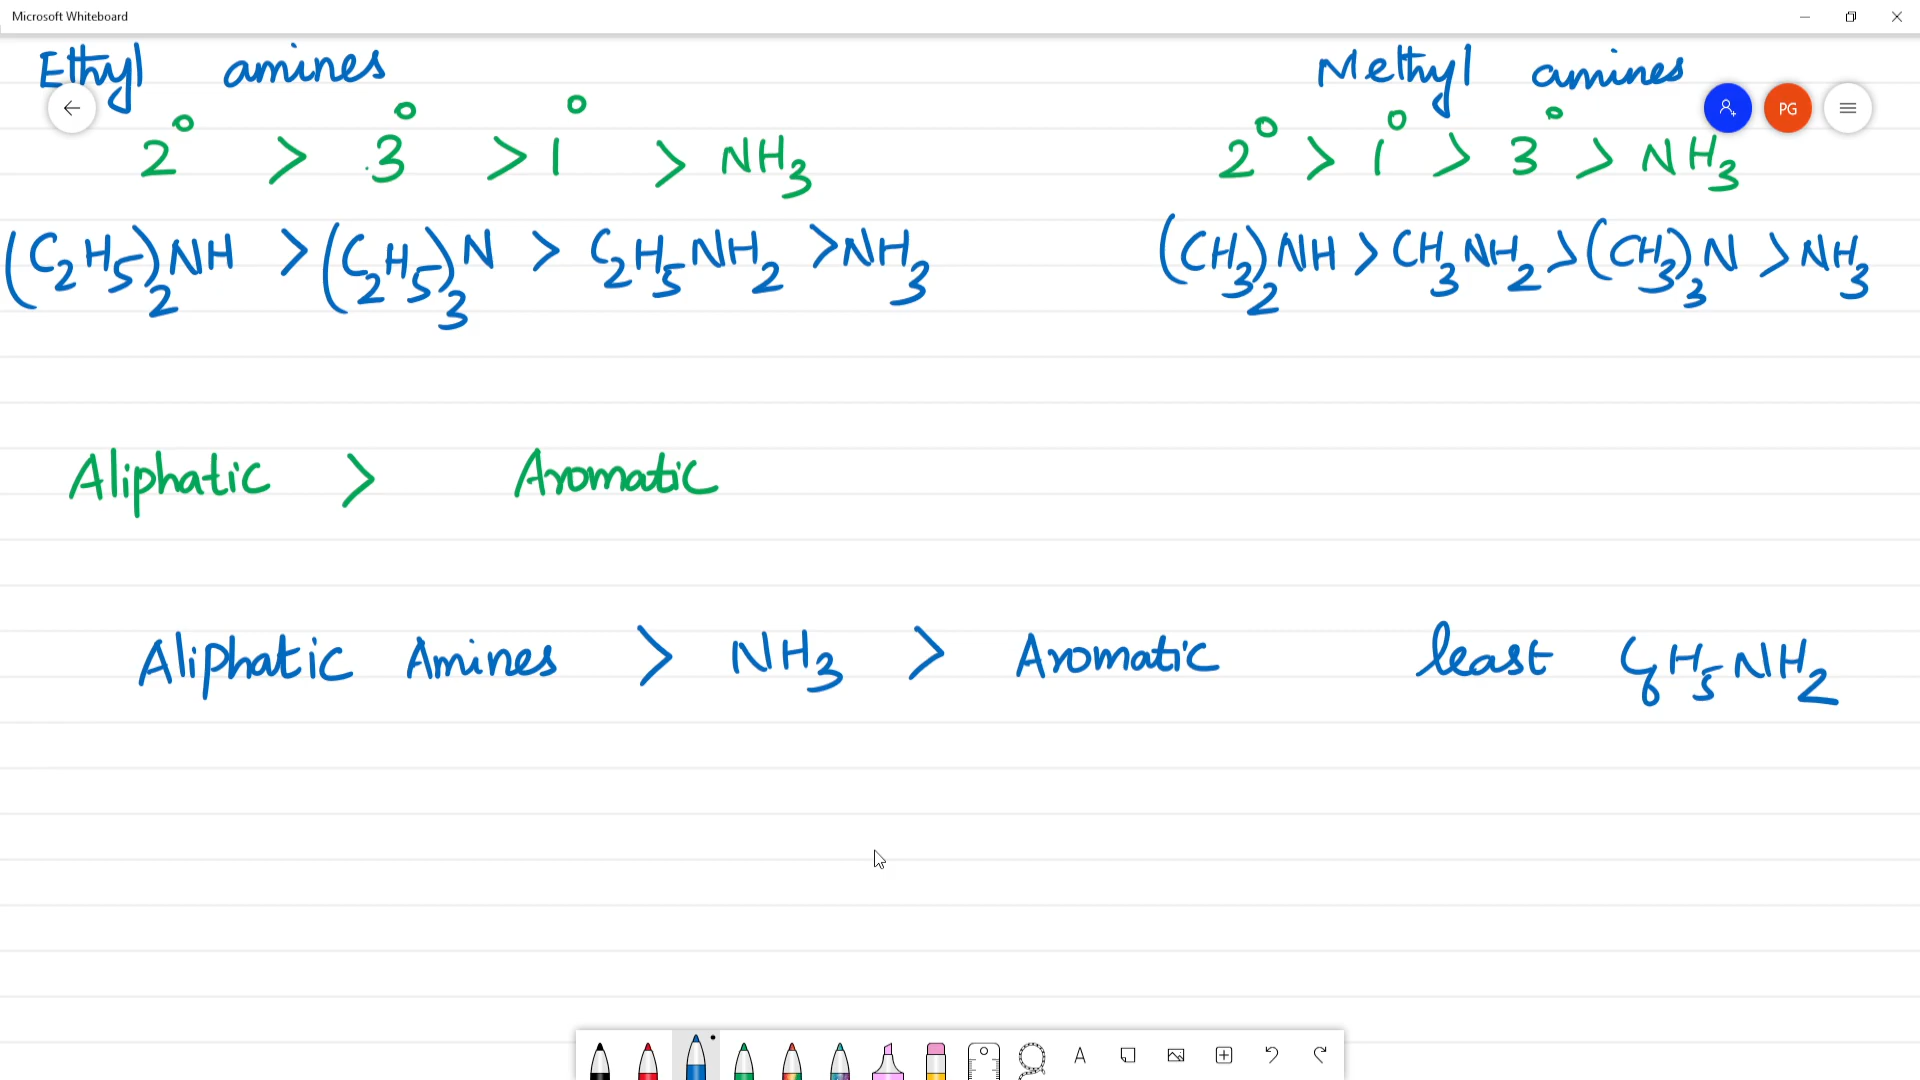 Microsoft Whiteboard
Ethyl amines
Methyl amines
PG
2° > 3° > 1° > NH₃
2° > 1° > 3° > NH₃
(C₂H₅)₂NH > (C₂H₅)₃N > C₂H₅NH₂ > NH₃
(CH₃)₂NH > CH₃NH₂ > (CH₃)₃N > NH₃
Aliphatic > Aromatic
Aliphatic Amines > NH₃ > Aromatic
least C₆H₅NH₂
A